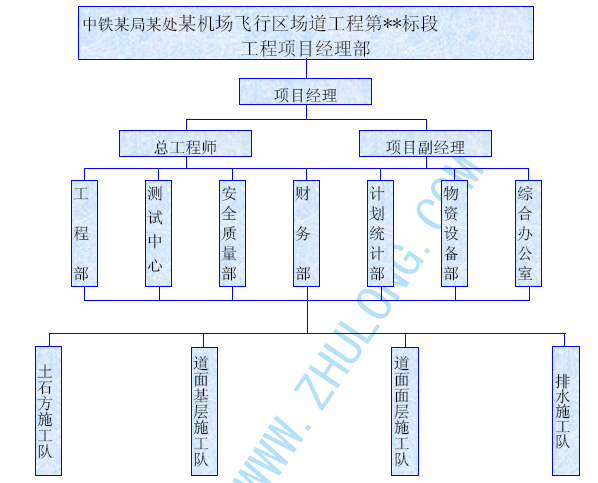 中铁某局某处某机场飞行区场道工程第**标段
工程项目经理部
项目经理
总工程师
项目副经理
工程部
测试中心
安全质量部
财务部
计划统计部
物资设备部
综合办公室
土石方施工队
道面基层施工队
道面面层施工队
排水施工队
WWW.ZHULONG.COM